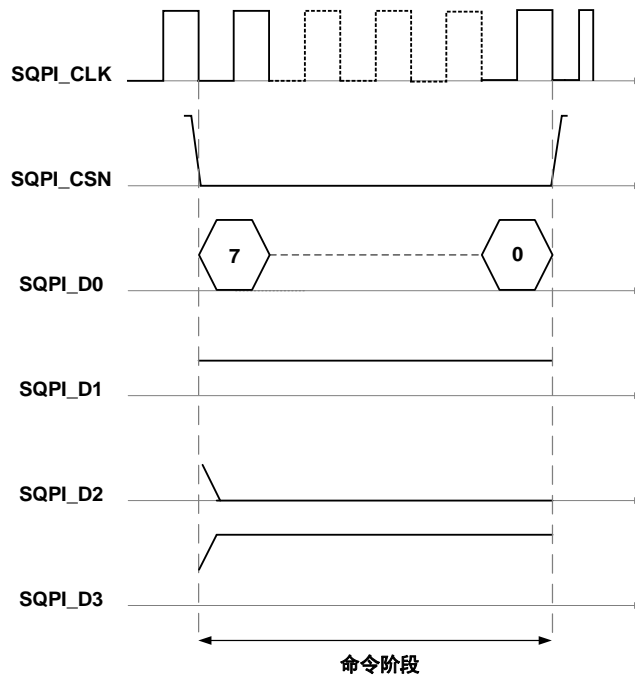 SQPI_CLK
SQPI_CSN
7
0
SQPI_D0
SQPI_D1
SQPI_D2
SQPI_D3
命令阶段